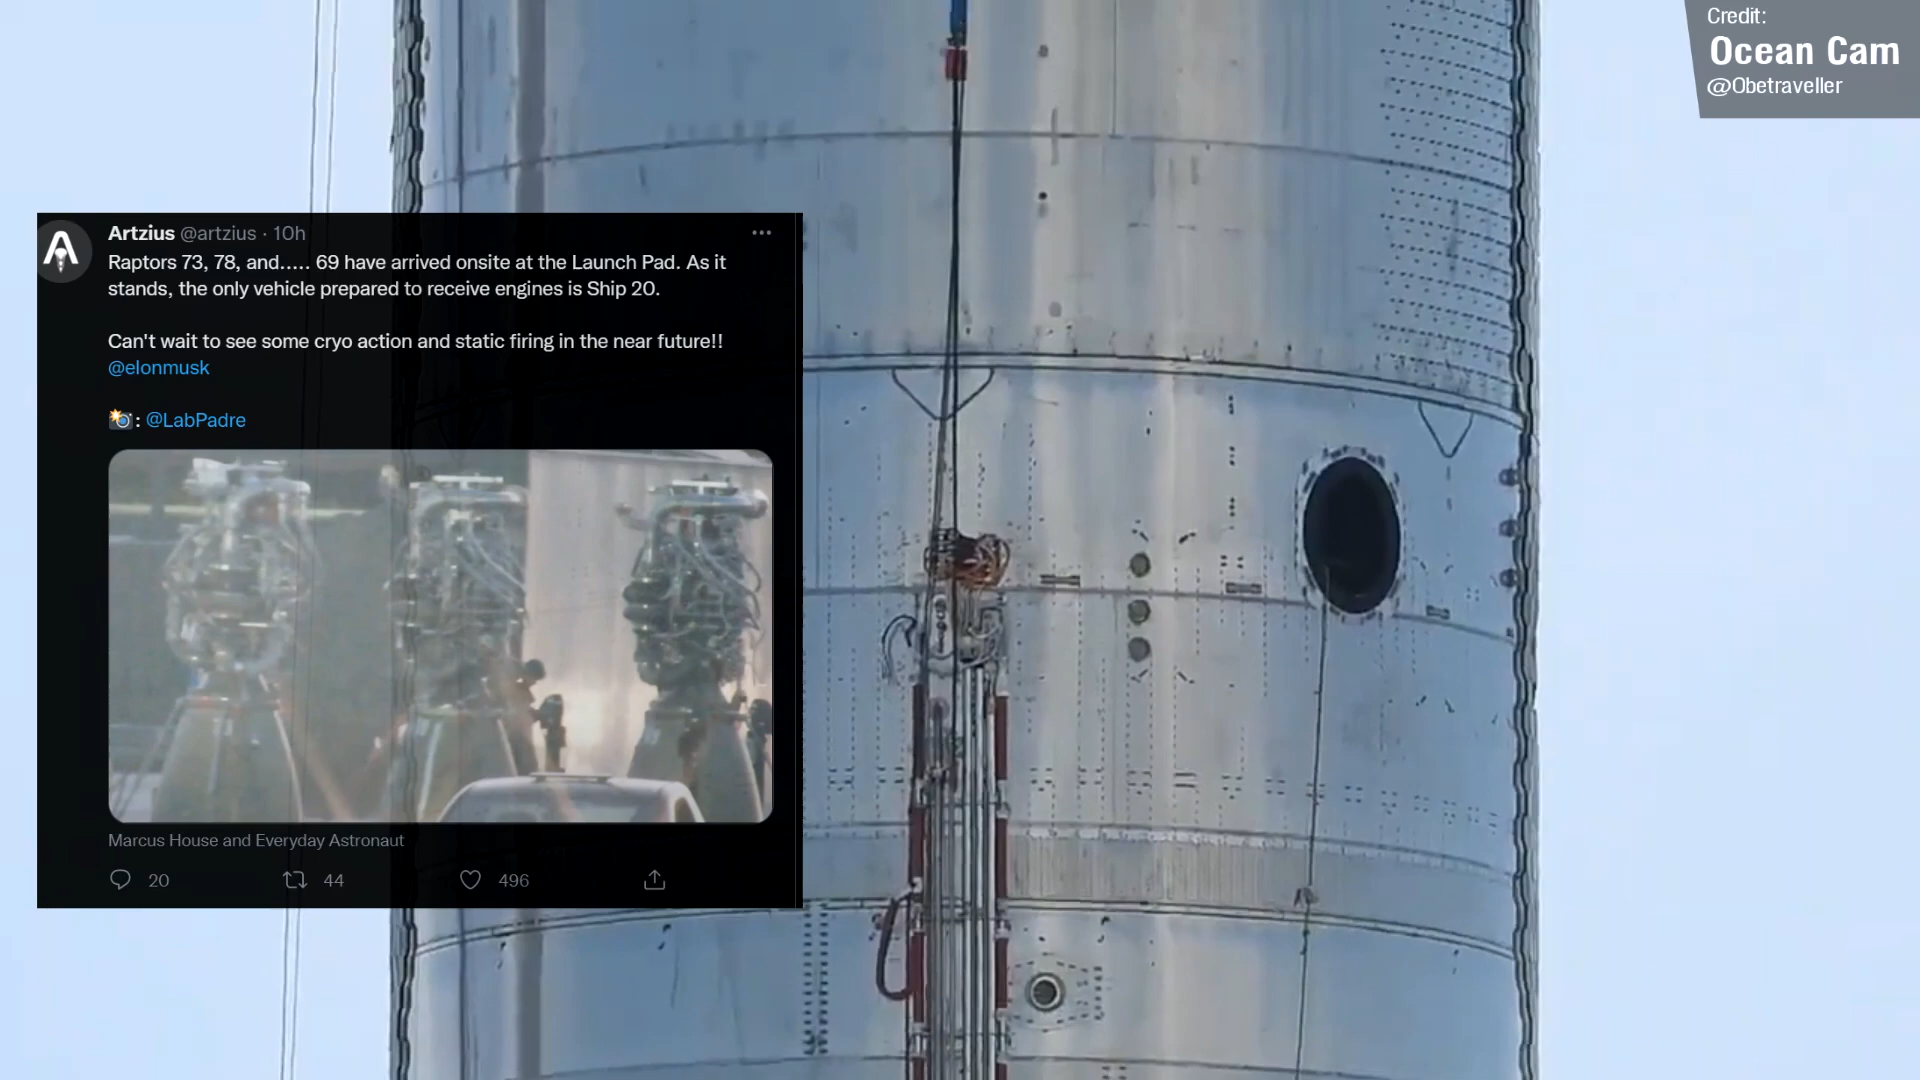 Credit:
Ocean Cam
@Obetraveller
Artzius @artzius · 10h
Raptors 73, 78, and..... 69 have arrived onsite at the Launch Pad. As it
stands, the only vehicle prepared to receive engines is Ship 20.
Can't wait to see some cryo action and static firing in the near future!!
@elonmusk
📸: @LabPadre
Marcus House and Everyday Astronaut
20 44 496